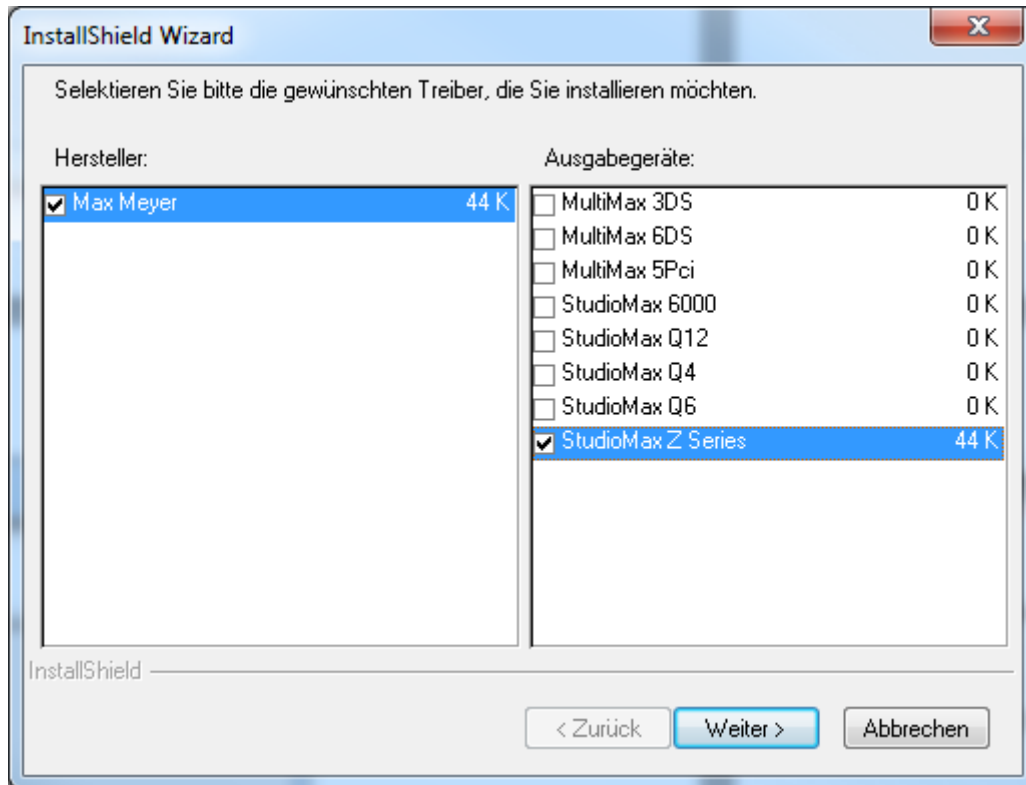 InstallShield Wizard
Selektieren Sie bitte die gewünschten Treiber, die Sie installieren möchten.
Hersteller:
Max Meyer 44 K
Ausgabegeräte:
MultiMax 3DS 0 K
MultiMax 6DS 0 K
MultiMax 5Pci 0 K
StudioMax 6000 0 K
StudioMax Q12 0 K
StudioMax Q4 0 K
StudioMax Q6 0 K
StudioMax Z Series 44 K
InstallShield
< Zurück Weiter > Abbrechen